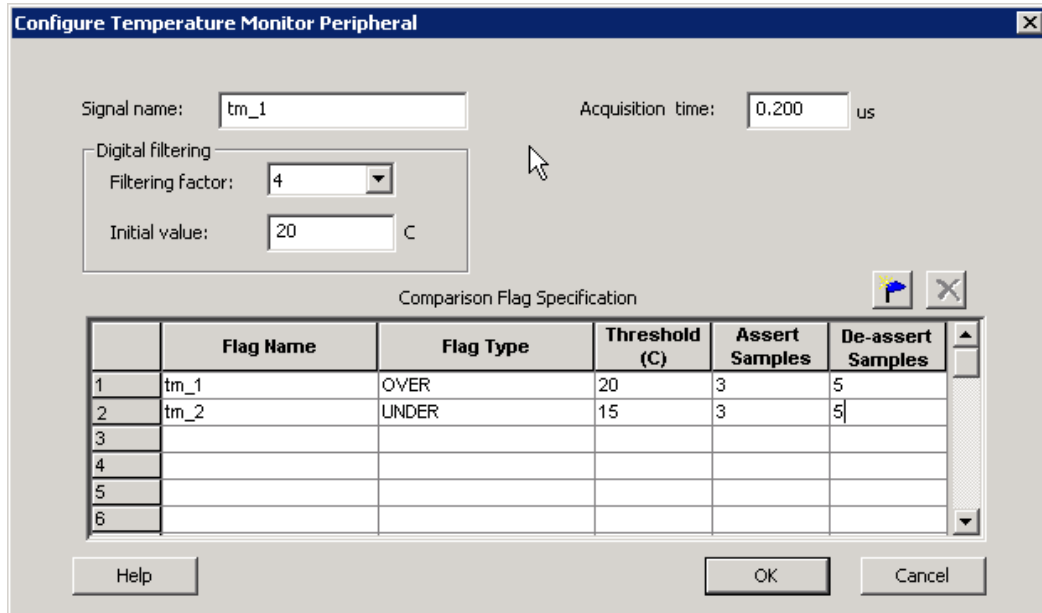 Configure Temperature Monitor Peripheral
Signal name: tm_1 Acquisition time: 0.200 us
Digital filtering
Filtering factor: 4
Initial value: 20 C
Comparison Flag Specification
Flag Name Flag Type Threshold (C) Assert Samples De-assert Samples
1 tm_1 OVER 20 3 5
2 tm_2 UNDER 15 3 5
3
4
5
6
Help OK Cancel